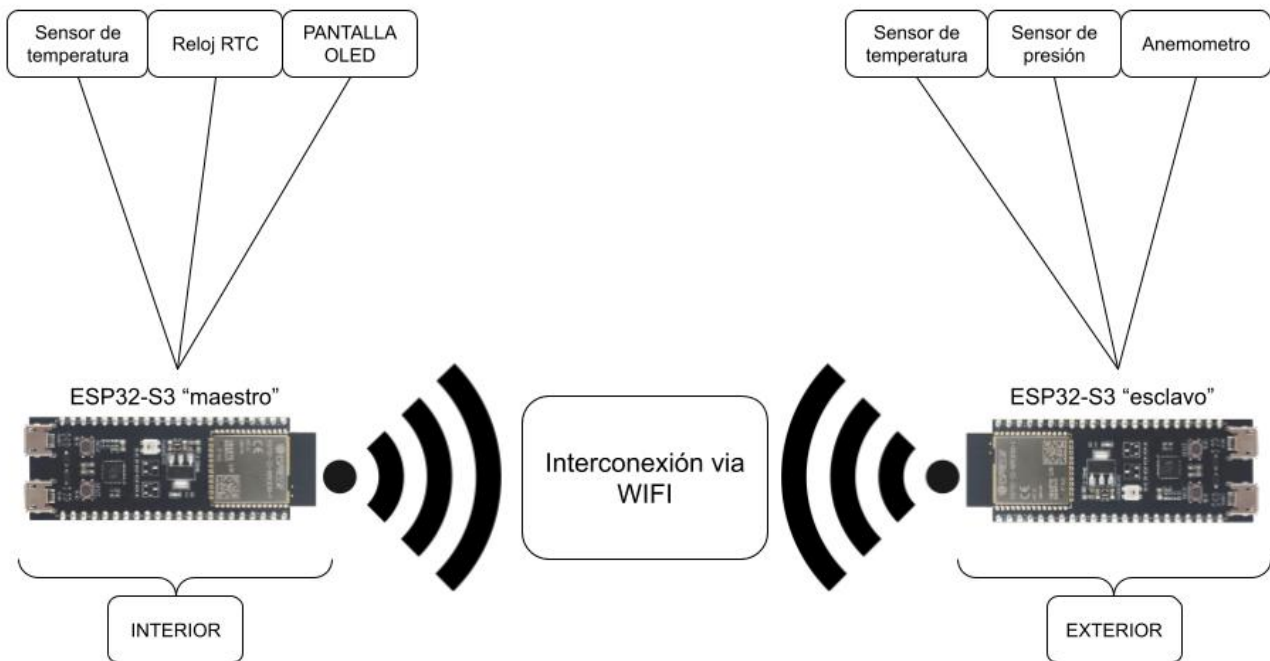 Sensor de
temperatura
Reloj RTC
PANTALLA
OLED
Sensor de
temperatura
Sensor de
presión
Anemometro
ESP32-S3 “maestro”
ESP32-S3 “esclavo”
Interconexión via
WIFI
INTERIOR
EXTERIOR